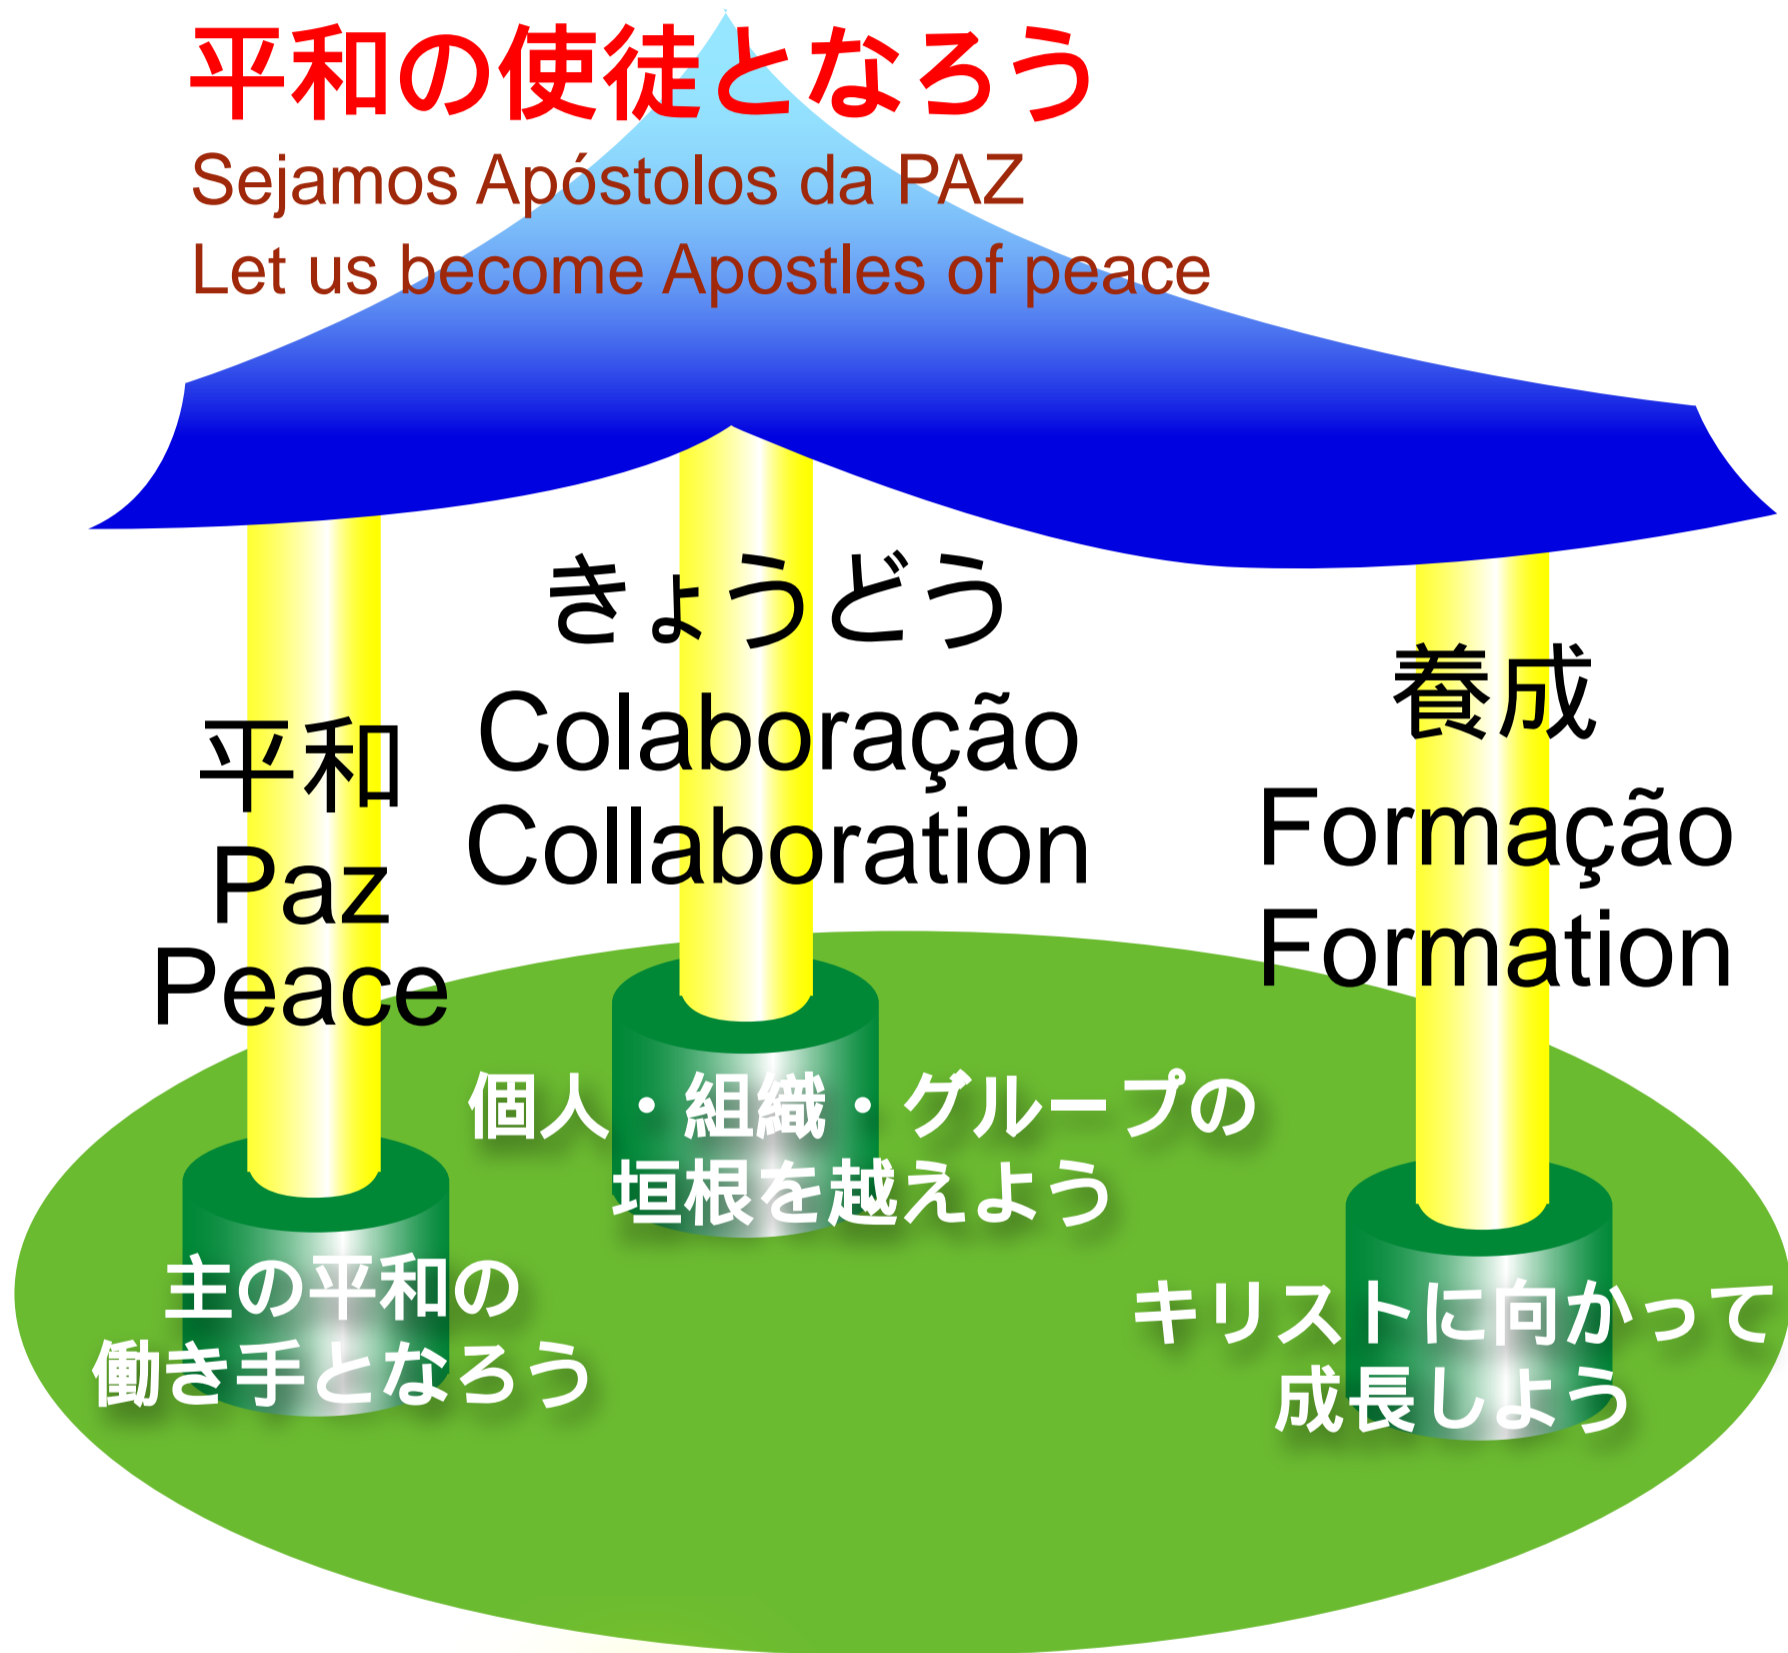 平和の使徒となろう
Sejamos Apóstolos da PAZ
Let us become Apostles of peace
きょうどう
Colaboração
Collaboration
平和
Paz
Peace
養成
Formação
Formation
個人・組織・グループの
垣根を越えよう
主の平和の
働き手となろう
キリストに向かって
成長しよう